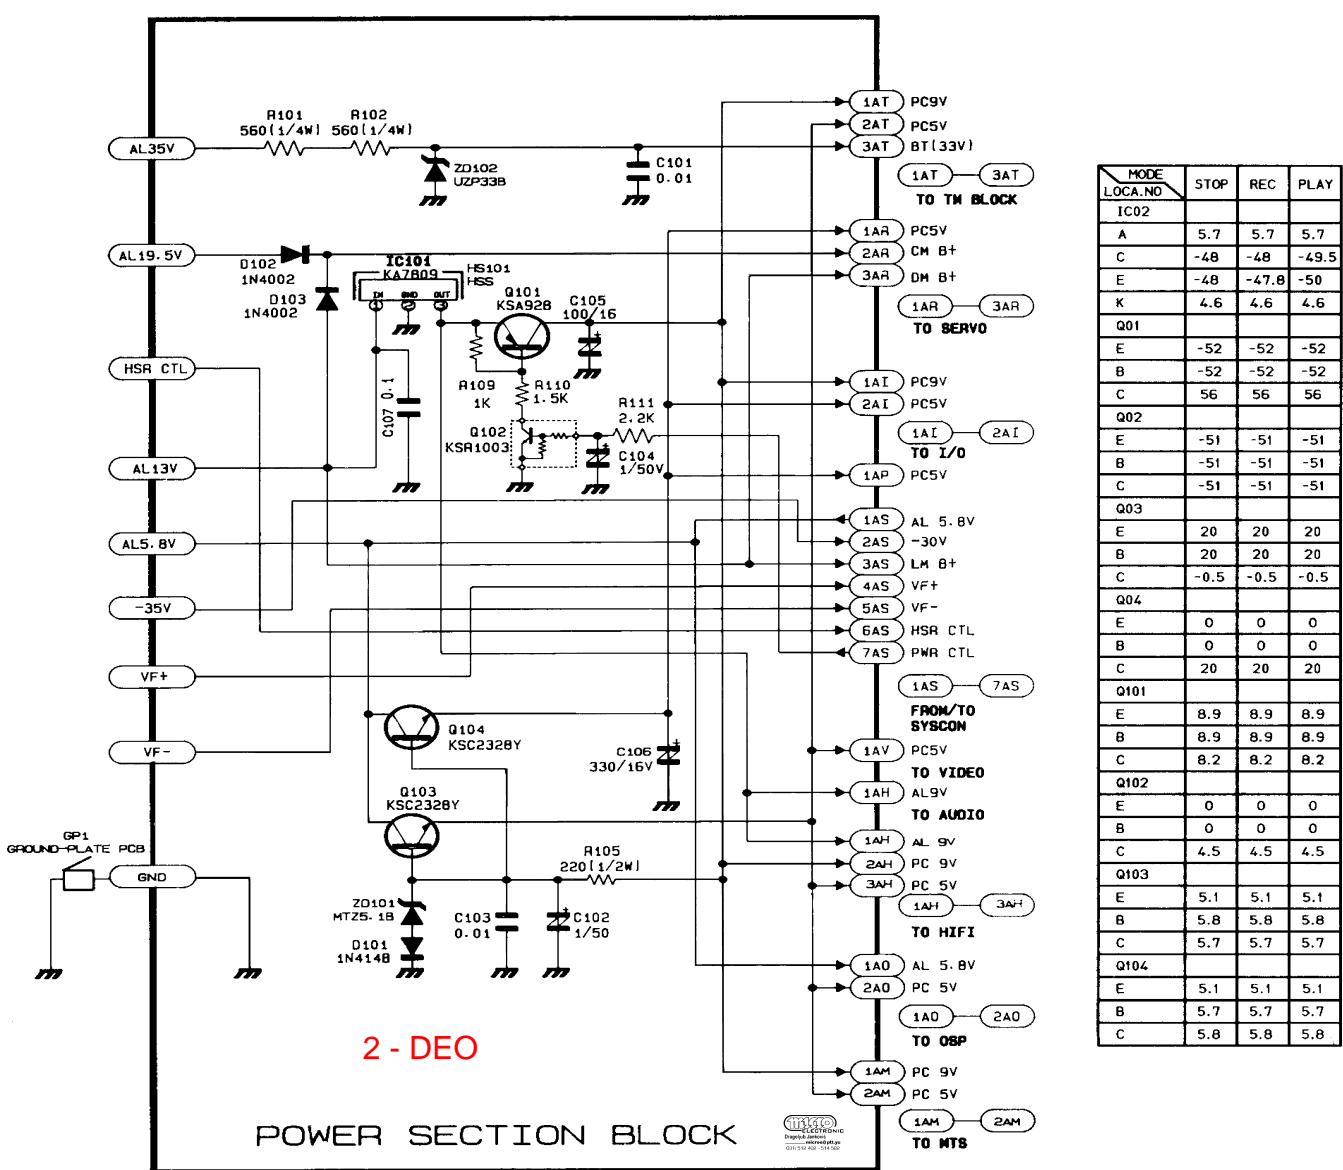 R101
560(1/4W)
R102
560(1/4W)
AL35V
ZD102
UZP33B
C101
0.01
1AT PC9V
2AT PC5V
3AT BT(33V)
1AT 3AT
TO TM BLOCK
AL19.5V
D102
1N4002
D103
1N4002
IC101
KA7809
HS101
HSS
IN GND OUT
1 2 3
Q101
KSA928
C105
100/16
1AR PC5V
2AR CM B+
3AR DM B+
1AR 3AR
TO SERVO
HSR CTL
C107 0.1
R109
1K
R110
1.5K
Q102
KSR1003
R111
2.2K
C104
1/50V
1AI PC9V
2AI PC5V
1AI 2AI
TO I/O
1AP PC5V
AL13V
AL5.8V
-35V
VF+
VF-
1AS AL 5.8V
2AS -30V
3AS LM B+
4AS VF+
5AS VF-
6AS HSR CTL
7AS PWR CTL
1AS 7AS
FROM/TO
SYSCON
Q104
KSC2328Y
C106
330/16V
1AV PC5V
TO VIDEO
1AH AL9V
TO AUDIO
Q103
KSC2328Y
GP1
GROUND-PLATE PCB
GND
R105
220(1/2W)
1AH AL 9V
2AH PC 9V
3AH PC 5V
1AH 3AH
TO HIFI
ZD101
MTZ5.1B
D101
1N4148
C103
0.01
C102
1/50
1AO AL 5.8V
2AO PC 5V
1AO 2AO
TO OSP
2 - DEO
1AM PC 9V
2AM PC 5V
1AM 2AM
TO MTS
POWER SECTION BLOCK
micro
ELECTRONIC
MODE STOP REC PLAY
LOCA.NO
IC02
A 5.7 5.7 5.7
C -48 -48 -49.5
E -48 -47.8 -50
K 4.6 4.6 4.6
Q01
E -52 -52 -52
B -52 -52 -52
C 56 56 56
Q02
E -51 -51 -51
B -51 -51 -51
C -51 -51 -51
Q03
E 20 20 20
B 20 20 20
C -0.5 -0.5 -0.5
Q04
E 0 0 0
B 0 0 0
C 20 20 20
Q101
E 8.9 8.9 8.9
B 8.9 8.9 8.9
C 8.2 8.2 8.2
Q102
E 0 0 0
B 0 0 0
C 4.5 4.5 4.5
Q103
E 5.1 5.1 5.1
B 5.8 5.8 5.8
C 5.7 5.7 5.7
Q104
E 5.1 5.1 5.1
B 5.7 5.7 5.7
C 5.8 5.8 5.8